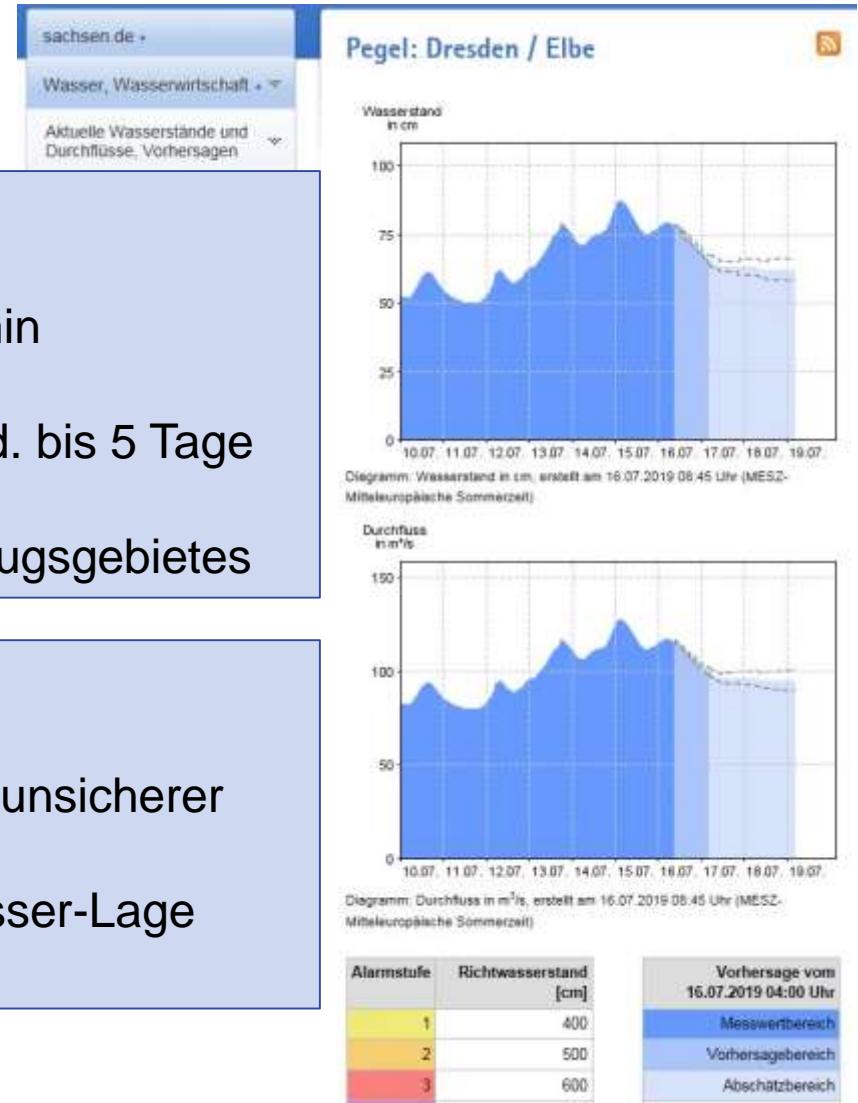 sachsen.de
Wasser, Wasserwirtschaft
Aktuelle Wasserstände und
Durchflüsse, Vorhersagen
in
d. bis 5 Tage
ugsgebietes
unsicherer
sser-Lage
Pegel: Dresden / Elbe
Wasserstand
in cm
100
75
50
25
0
10.07. 11.07. 12.07. 13.07. 14.07. 15.07. 16.07. 17.07. 18.07. 19.07.
Diagramm: Wasserstand in cm, erstellt am 16.07.2019 08:45 Uhr (MESZ-
Mitteleuropäische Sommerzeit)
Durchfluss
in m³/s
150
100
50
0
10.07. 11.07. 12.07. 13.07. 14.07. 15.07. 16.07. 17.07. 18.07. 19.07.
Diagramm: Durchfluss in m³/s, erstellt am 16.07.2019 08:45 Uhr (MESZ-
Mitteleuropäische Sommerzeit)
Alarmstufe Richtwasserstand
[cm]
1 400
2 500
3 600
Vorhersage vom
16.07.2019 04:00 Uhr
Messwertbereich
Vorhersagebereich
Abschätzbereich